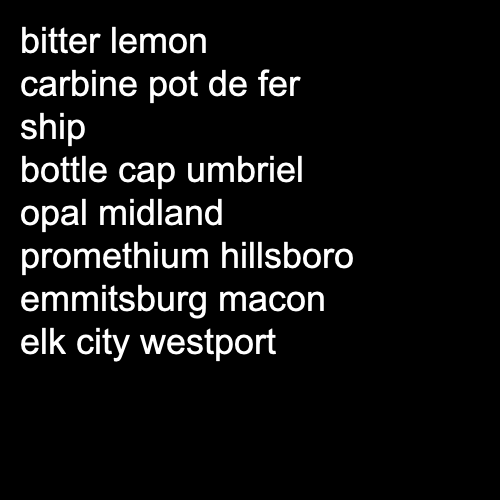 bitter lemon
carbine pot de fer
ship
bottle cap umbriel
opal midland
promethium hillsboro
emmitsburg macon
elk city westport